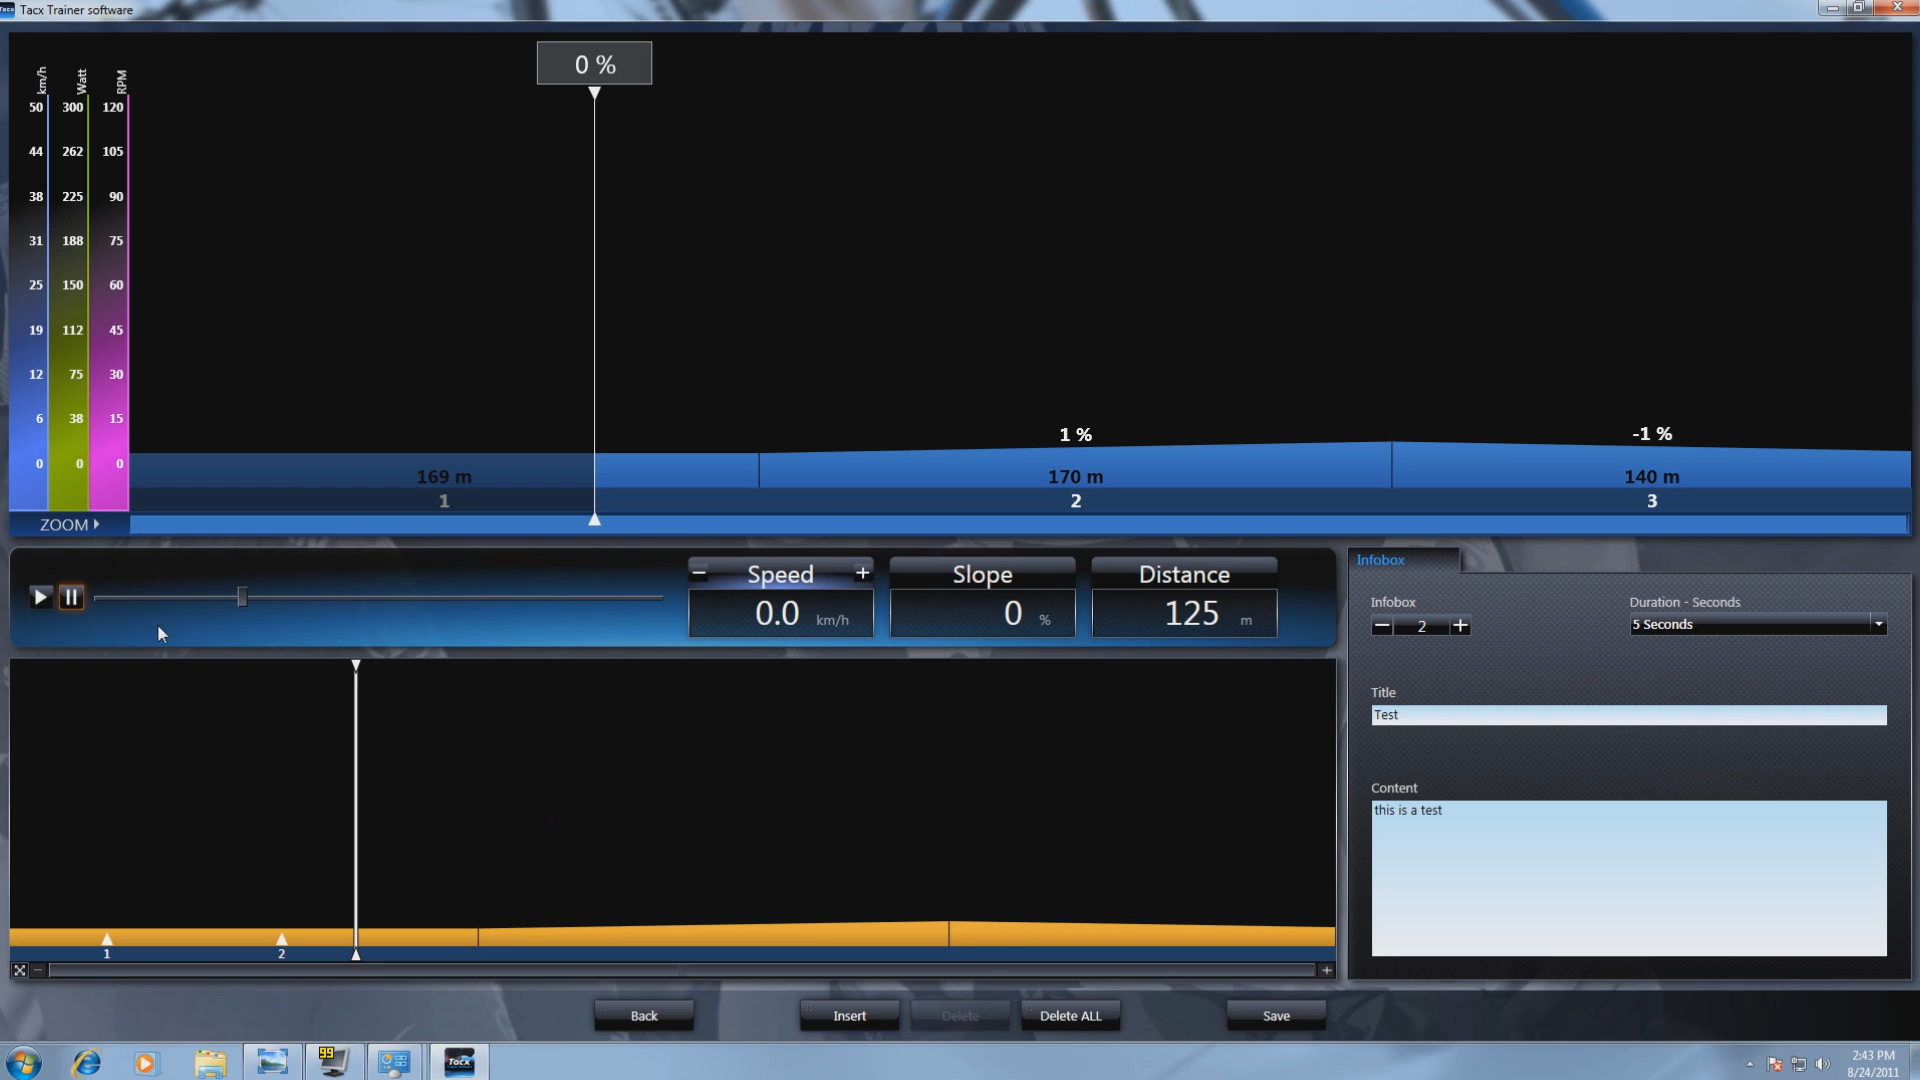 Tacx Tacx Trainer software
0 %
km/h Watt RPM
50 300 120
44 262 105
38 225 90
31 188 75
25 150 60
19 112 45
12 75 30
6 38 15
0 0 0
1 % -1 %
169 m 170 m 140 m
1 2 3
ZOOM
− Speed + Slope Distance
0.0 km/h 0 % 125 m
Infobox
Infobox Duration - Seconds
− 2 + 5 Seconds
Title
Test
Content
this is a test
1 2
Back Insert Delete Delete ALL Save
99 Tacx
2:43 PM
8/24/2011